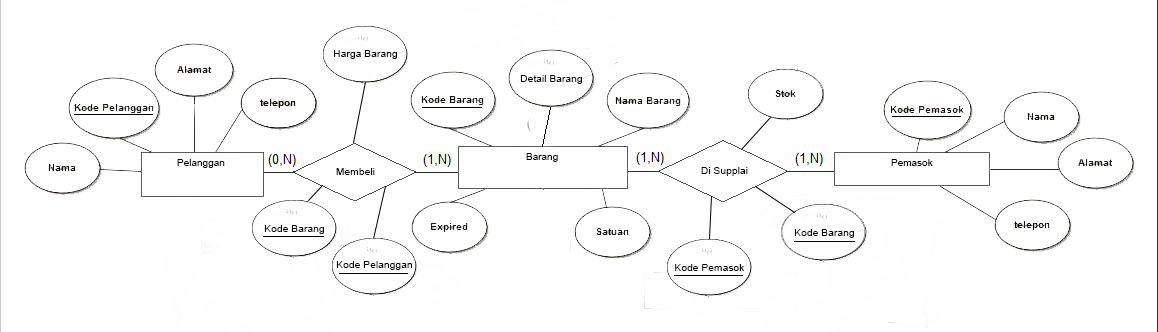 Harga Barang
Alamat
Detail Barang
Kode Pelanggan
telepon
Kode Barang
Nama Barang
Stok
Kode Pemasok
Nama
Nama
Pelanggan
(0,N)
Membeli
(1,N)
Barang
(1,N)
Di Supplai
(1,N)
Pemasok
Alamat
Kode Barang
Expired
Satuan
Kode Barang
telepon
Kode Pelanggan
Kode Pemasok